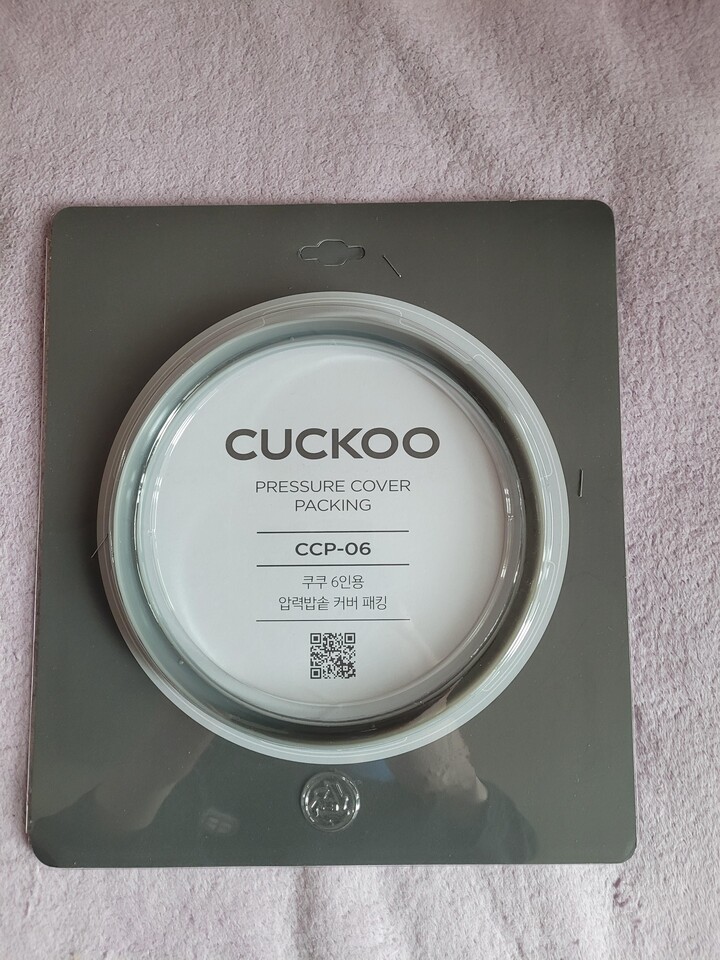 CUCKOO
PRESSURE COVER
PACKING
CCP-06
쿠쿠 6인용
압력밥솥 커버 패킹